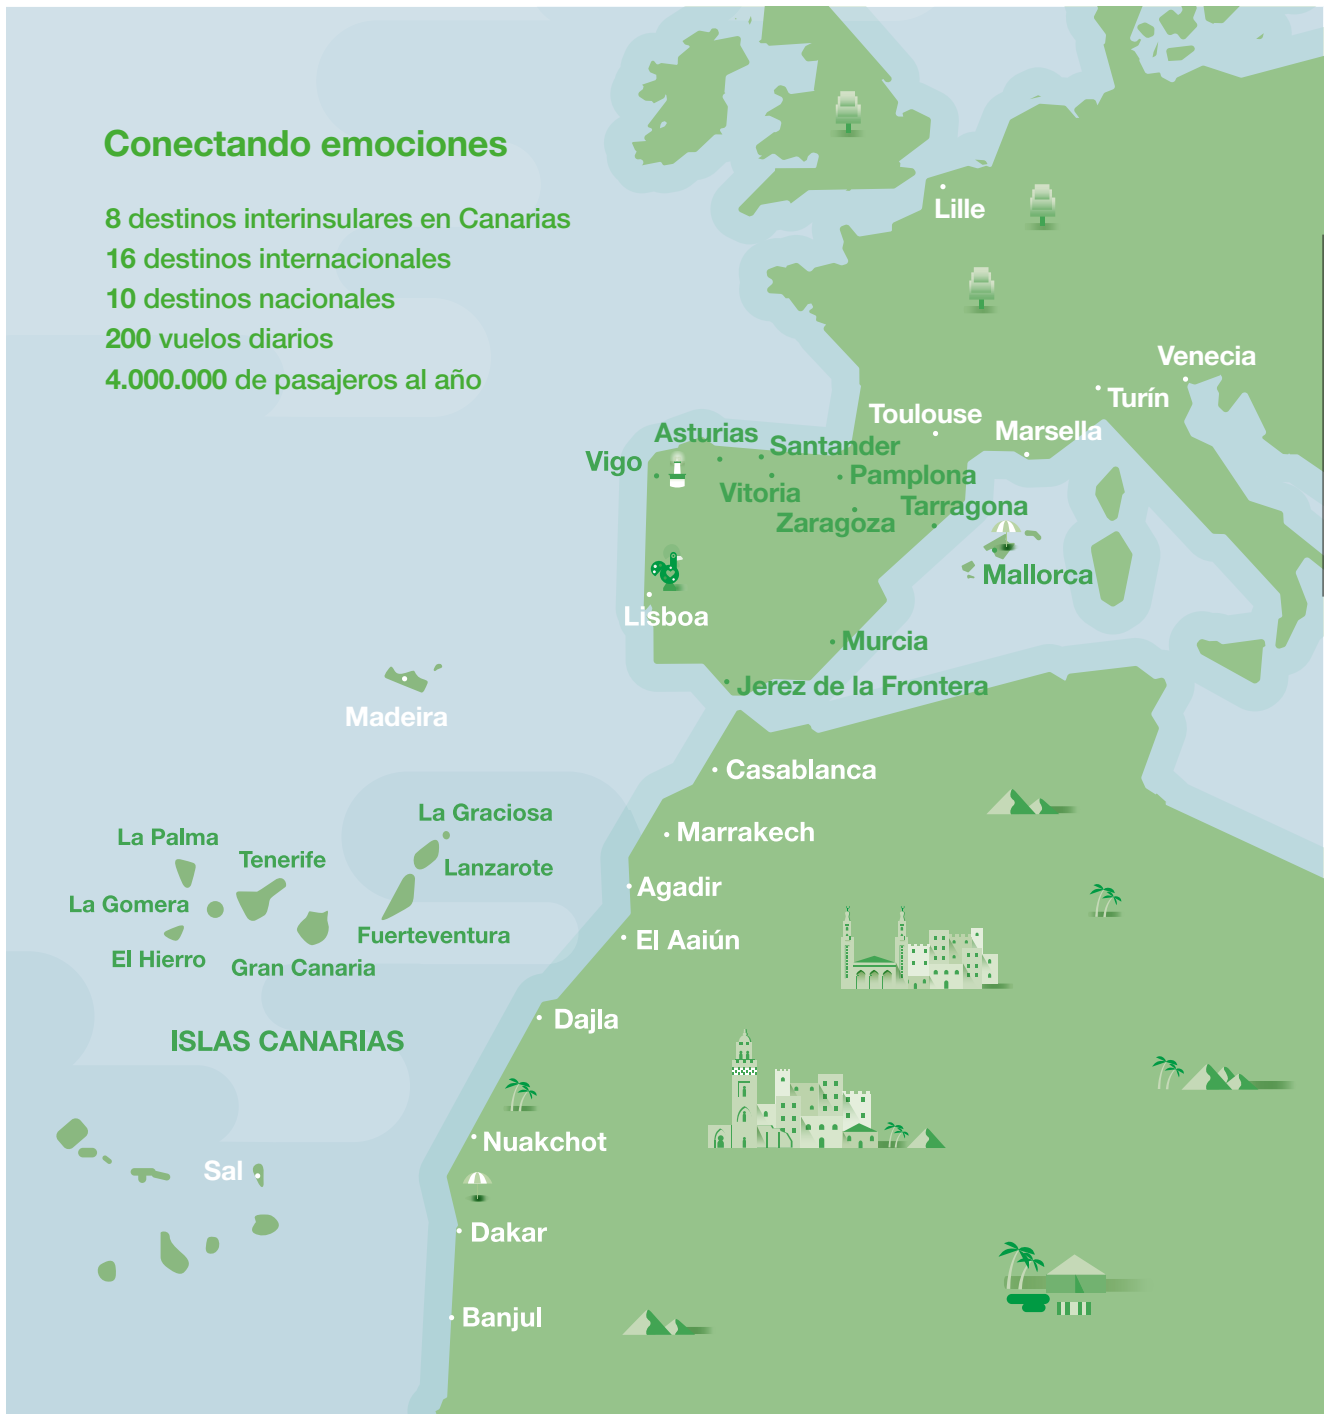 Conectando emociones
8 destinos interinsulares en Canarias
16 destinos internacionales
10 destinos nacionales
200 vuelos diarios
4.000.000 de pasajeros al año
Lille
Venecia
Turín
Toulouse
Marsella
Asturias
Santander
Vigo
Pamplona
Vitoria
Tarragona
Zaragoza
Mallorca
Lisboa
Murcia
Jerez de la Frontera
Madeira
Casablanca
La Graciosa
Marrakech
La Palma
Tenerife
Lanzarote
Agadir
La Gomera
Fuerteventura
El Aaiún
El Hierro
Gran Canaria
Dajla
ISLAS CANARIAS
Nuakchot
Sal
Dakar
Banjul